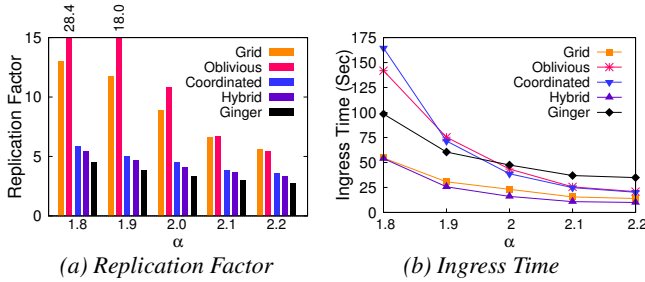 28.4
18.0
Replication Factor
15
10
5
0
Grid
Oblivious
Coordinated
Hybrid
Ginger
1.8
1.9
2.0
2.1
2.2
α
(a) Replication Factor
Ingress Time (Sec)
175
150
125
100
75
50
25
0
Grid
Oblivious
Coordinated
Hybrid
Ginger
1.8
1.9
2
2.1
2.2
α
(b) Ingress Time